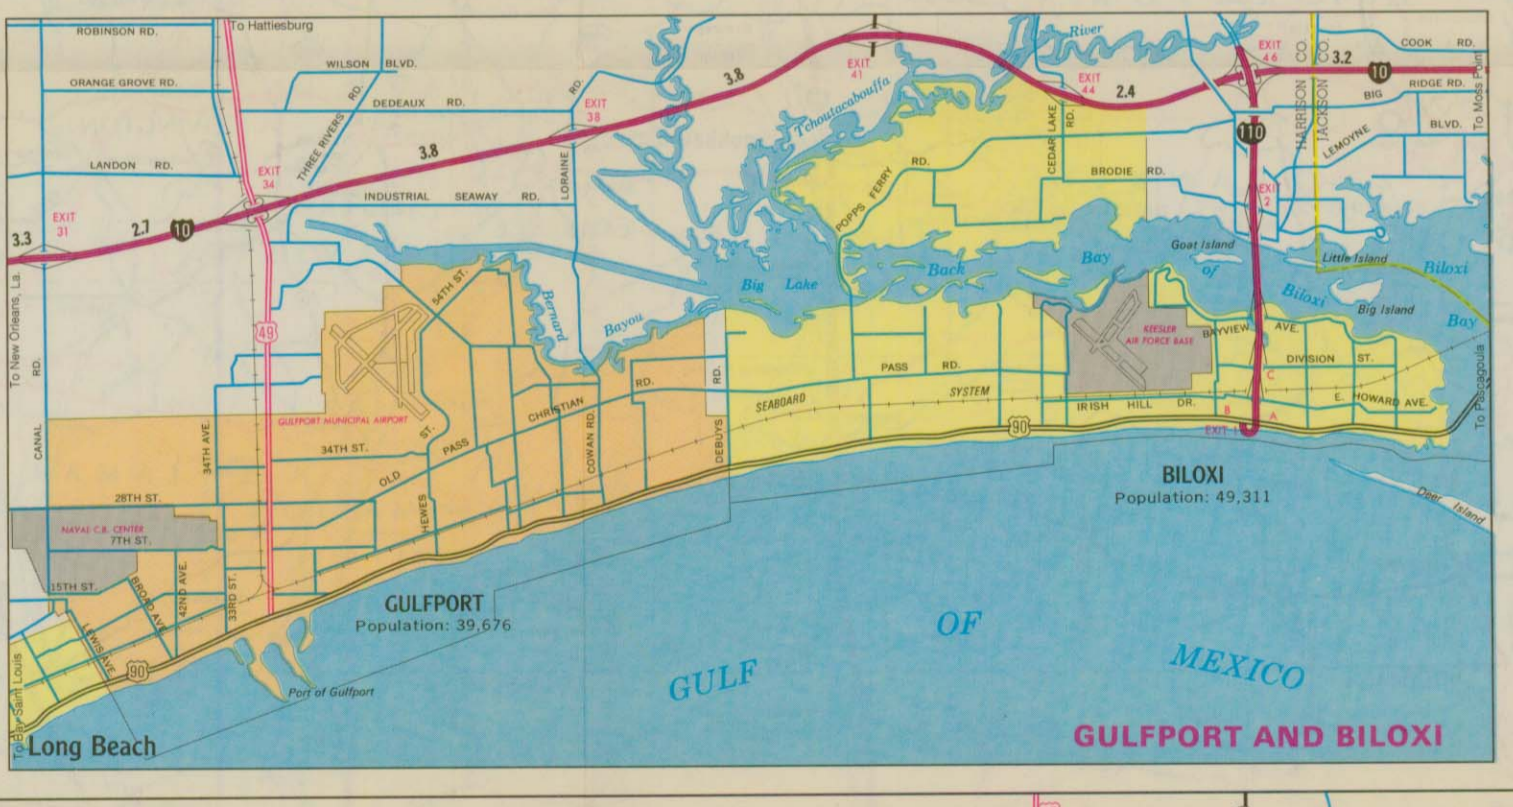 ROBINSON RD.
To Hattiesburg
ORANGE GROVE RD.
WILSON BLVD.
THREE RIVERS RD.
DEDEAUX RD.
RD.
LORAINE
LANDON RD.
EXIT
34
EXIT
31
3.3
2.7
10
3.8
EXIT
38
3.8
EXIT
41
EXIT
44
2.4
EXIT
46
3.2
10
COOK RD.
BIG RIDGE RD.
To Moss Point
HARRISON CO.
JACKSON CO.
LEMOYNE BLVD.
110
EXIT
2
River
Tchoutacabouffa
CEDAR LAKE RD.
BRODIE RD.
POPPS FERRY RD.
INDUSTRIAL SEAWAY RD.
To New Orleans, La.
CANAL RD.
49
54TH ST.
Bernard
Bayou
Big Lake
Back
Bay
of
Biloxi
Goat Island
Little Island
Biloxi
Bay
Big Island
GULFPORT MUNICIPAL AIRPORT
KEESLER
AIR FORCE BASE
BAYVIEW AVE.
DIVISION ST.
E. HOWARD AVE.
To Pascagoula
PASS RD.
SEABOARD SYSTEM
IRISH HILL DR.
90
C
B
A
EXIT 1
34TH AVE.
34TH ST.
ST.
HEWES
OLD PASS CHRISTIAN RD.
COWAN RD.
DEBUYS RD.
28TH ST.
NAVAL C.B. CENTER
7TH ST.
15TH ST.
BROAD AVE.
42ND AVE.
33RD ST.
LEWIS AVE.
90
To Bay Saint Louis
Long Beach
Port of Gulfport
GULFPORT
Population: 39,676
BILOXI
Population: 49,311
Deer Island
GULF OF MEXICO
GULFPORT AND BILOXI